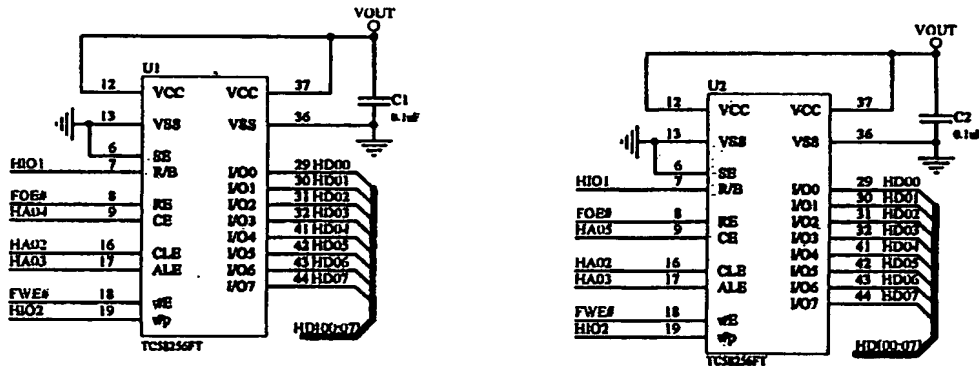 VOUT
U1
12 VCC VCC 37
C1
0.1uF
13 VSS VSS 36
6 SE
HIO1 7 R/B
I/O0 29 HD00
I/O1 30 HD01
FOE# 8 RE I/O2 31 HD02
HA04 9 CE I/O3 32 HD03
I/O4 41 HD04
HA02 16 CLE I/O5 42 HD05
HA03 17 ALE I/O6 43 HD06
I/O7 44 HD07
FWE# 18 wE
HIO2 19 wp
HD[00-07]
TC58256FT
VOUT
U2
12 VCC VCC 37
C2
0.1uF
13 VSS VSS 36
6 SE
HIO1 7 R/B
I/O0 29 HD00
I/O1 30 HD01
FOE# 8 RE I/O2 31 HD02
HA05 9 CE I/O3 32 HD03
I/O4 41 HD04
HA02 16 CLE I/O5 42 HD05
HA03 17 ALE I/O6 43 HD06
I/O7 44 HD07
FWE# 18 wE
HIO2 19 wp
HD[00-07]
TC58256FT